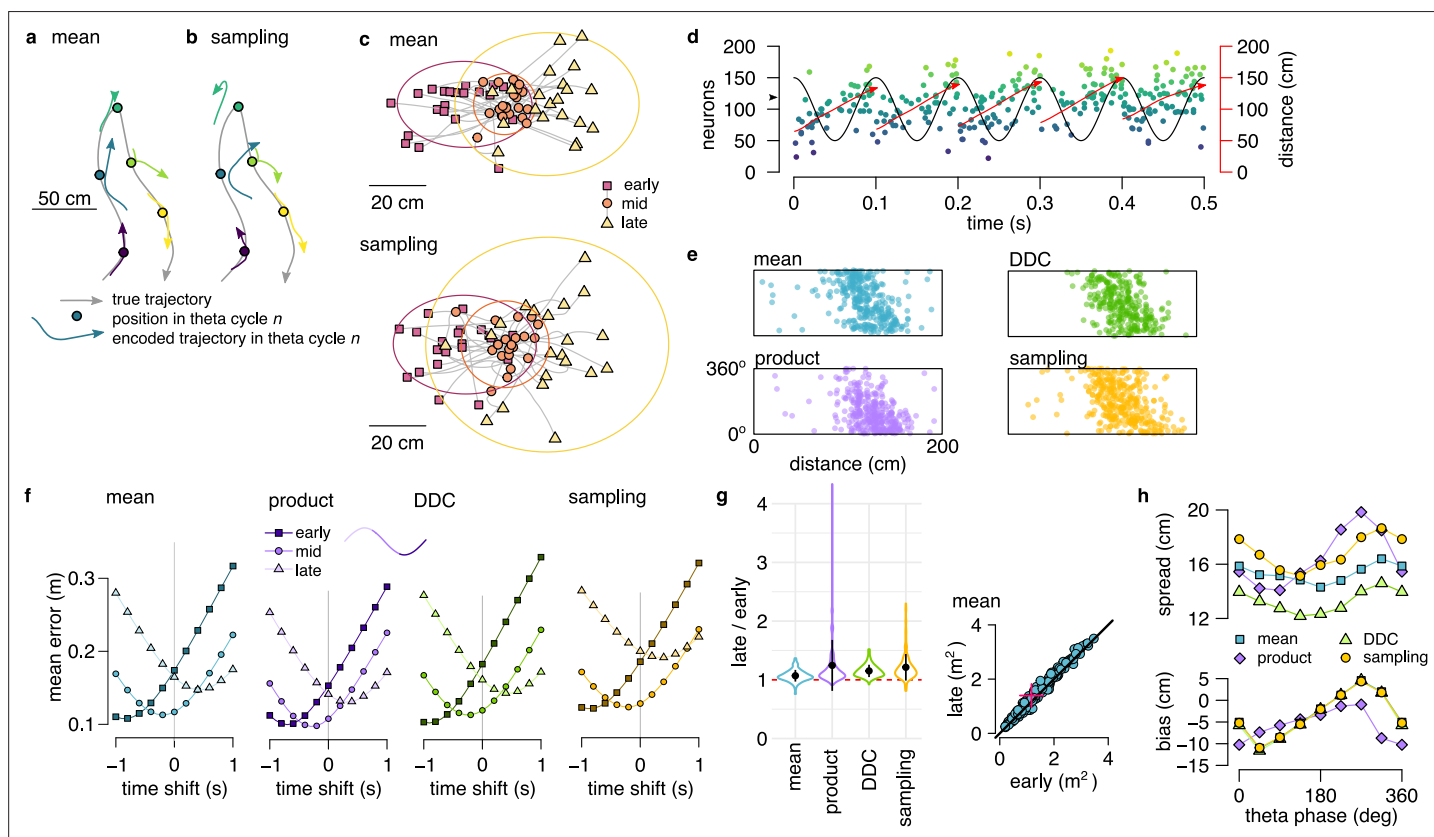 a
mean
b
sampling
50 cm
true trajectory
position in theta cycle n
encoded trajectory in theta cycle n
c
mean
20 cm
early
mid
late
sampling
20 cm
d
200
150
100
50
0
neurons
200
150
100
50
0
distance (cm)
0
0.1
0.2
0.3
0.4
0.5
time (s)
e
mean
DDC
product
sampling
360°
0°
0
200
distance (cm)
f
mean
product
DDC
sampling
early
mid
late
0.3
0.1
mean error (m)
−1
0
1
time shift (s)
−1
0
1
time shift (s)
−1
0
1
time shift (s)
−1
0
1
time shift (s)
g
4
3
2
1
0
late / early
mean
product
DDC
sampling
mean
4
2
0
late (m²)
0
2
4
early (m²)
h
20
16
12
spread (cm)
mean
product
DDC
sampling
5
0
−5
−10
−15
bias (cm)
0
180
360
theta phase (deg)